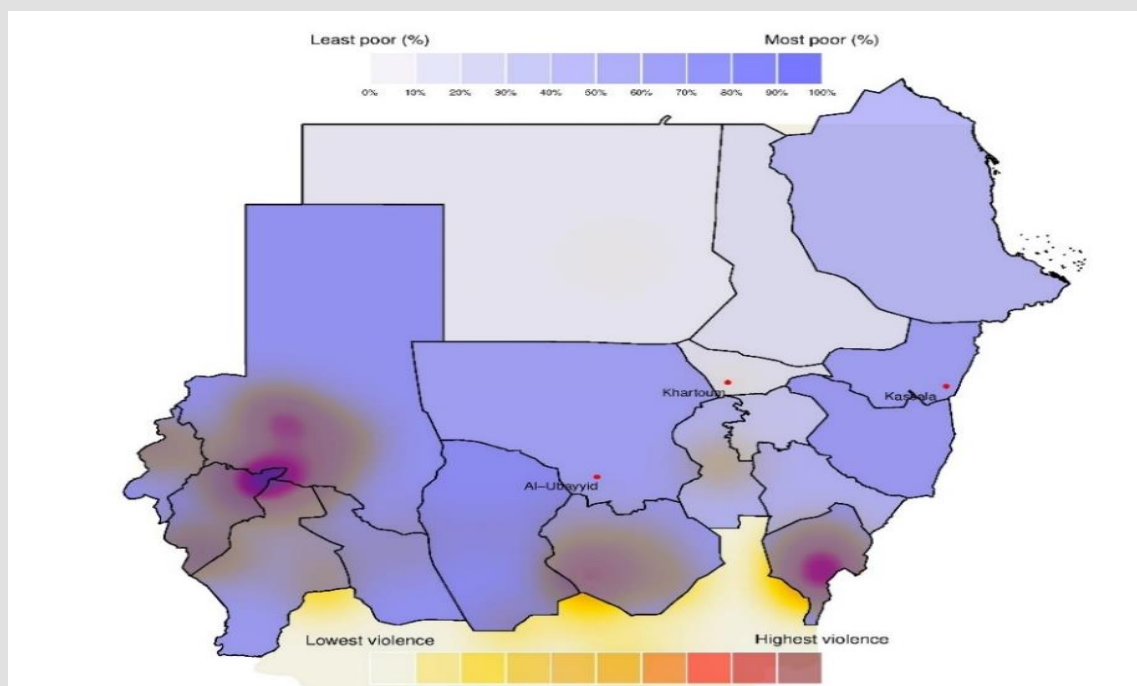 Least poor (%) Most poor (%)
0% 10% 20% 30% 40% 50% 60% 70% 80% 90% 100%
Khartoum
Kassala
Al-Ubayyid
Lowest violence Highest violence